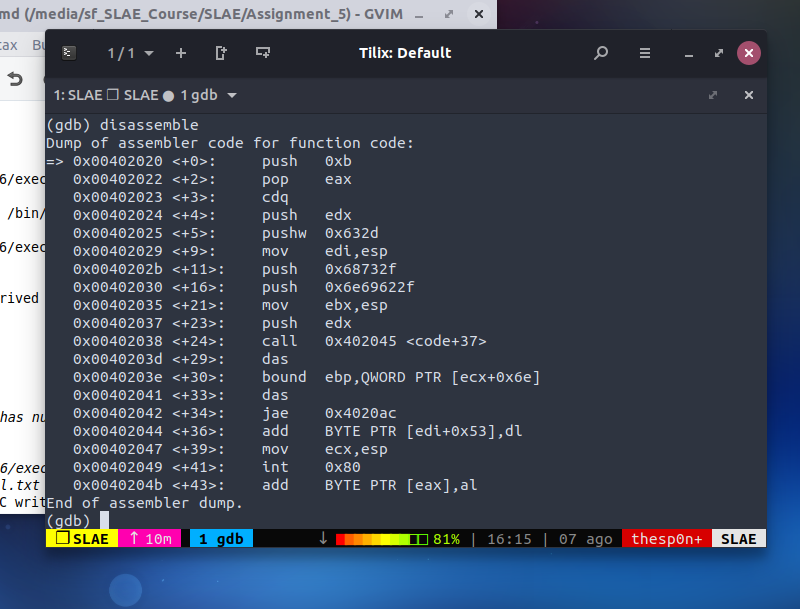 md (/media/sf_SLAE_Course/SLAE/Assignment_5) - GVIM
tax Bu
1 / 1
Tilix: Default
1: SLAE ❐ SLAE ● 1 gdb
6/exec
/bin/
6/exec
rived
has nu
6/exec
l.txt
C writ
(gdb) disassemble
Dump of assembler code for function code:
=> 0x00402020 <+0>: push 0xb
0x00402022 <+2>: pop eax
0x00402023 <+3>: cdq
0x00402024 <+4>: push edx
0x00402025 <+5>: pushw 0x632d
0x00402029 <+9>: mov edi,esp
0x0040202b <+11>: push 0x68732f
0x00402030 <+16>: push 0x6e69622f
0x00402035 <+21>: mov ebx,esp
0x00402037 <+23>: push edx
0x00402038 <+24>: call 0x402045 <code+37>
0x0040203d <+29>: das
0x0040203e <+30>: bound ebp,QWORD PTR [ecx+0x6e]
0x00402041 <+33>: das
0x00402042 <+34>: jae 0x4020ac
0x00402044 <+36>: add BYTE PTR [edi+0x53],dl
0x00402047 <+39>: mov ecx,esp
0x00402049 <+41>: int 0x80
0x0040204b <+43>: add BYTE PTR [eax],al
End of assembler dump.
(gdb)
❐ SLAE ↑ 10m 1 gdb ↓ 81% | 16:15 | 07 ago thesp0n+ SLAE